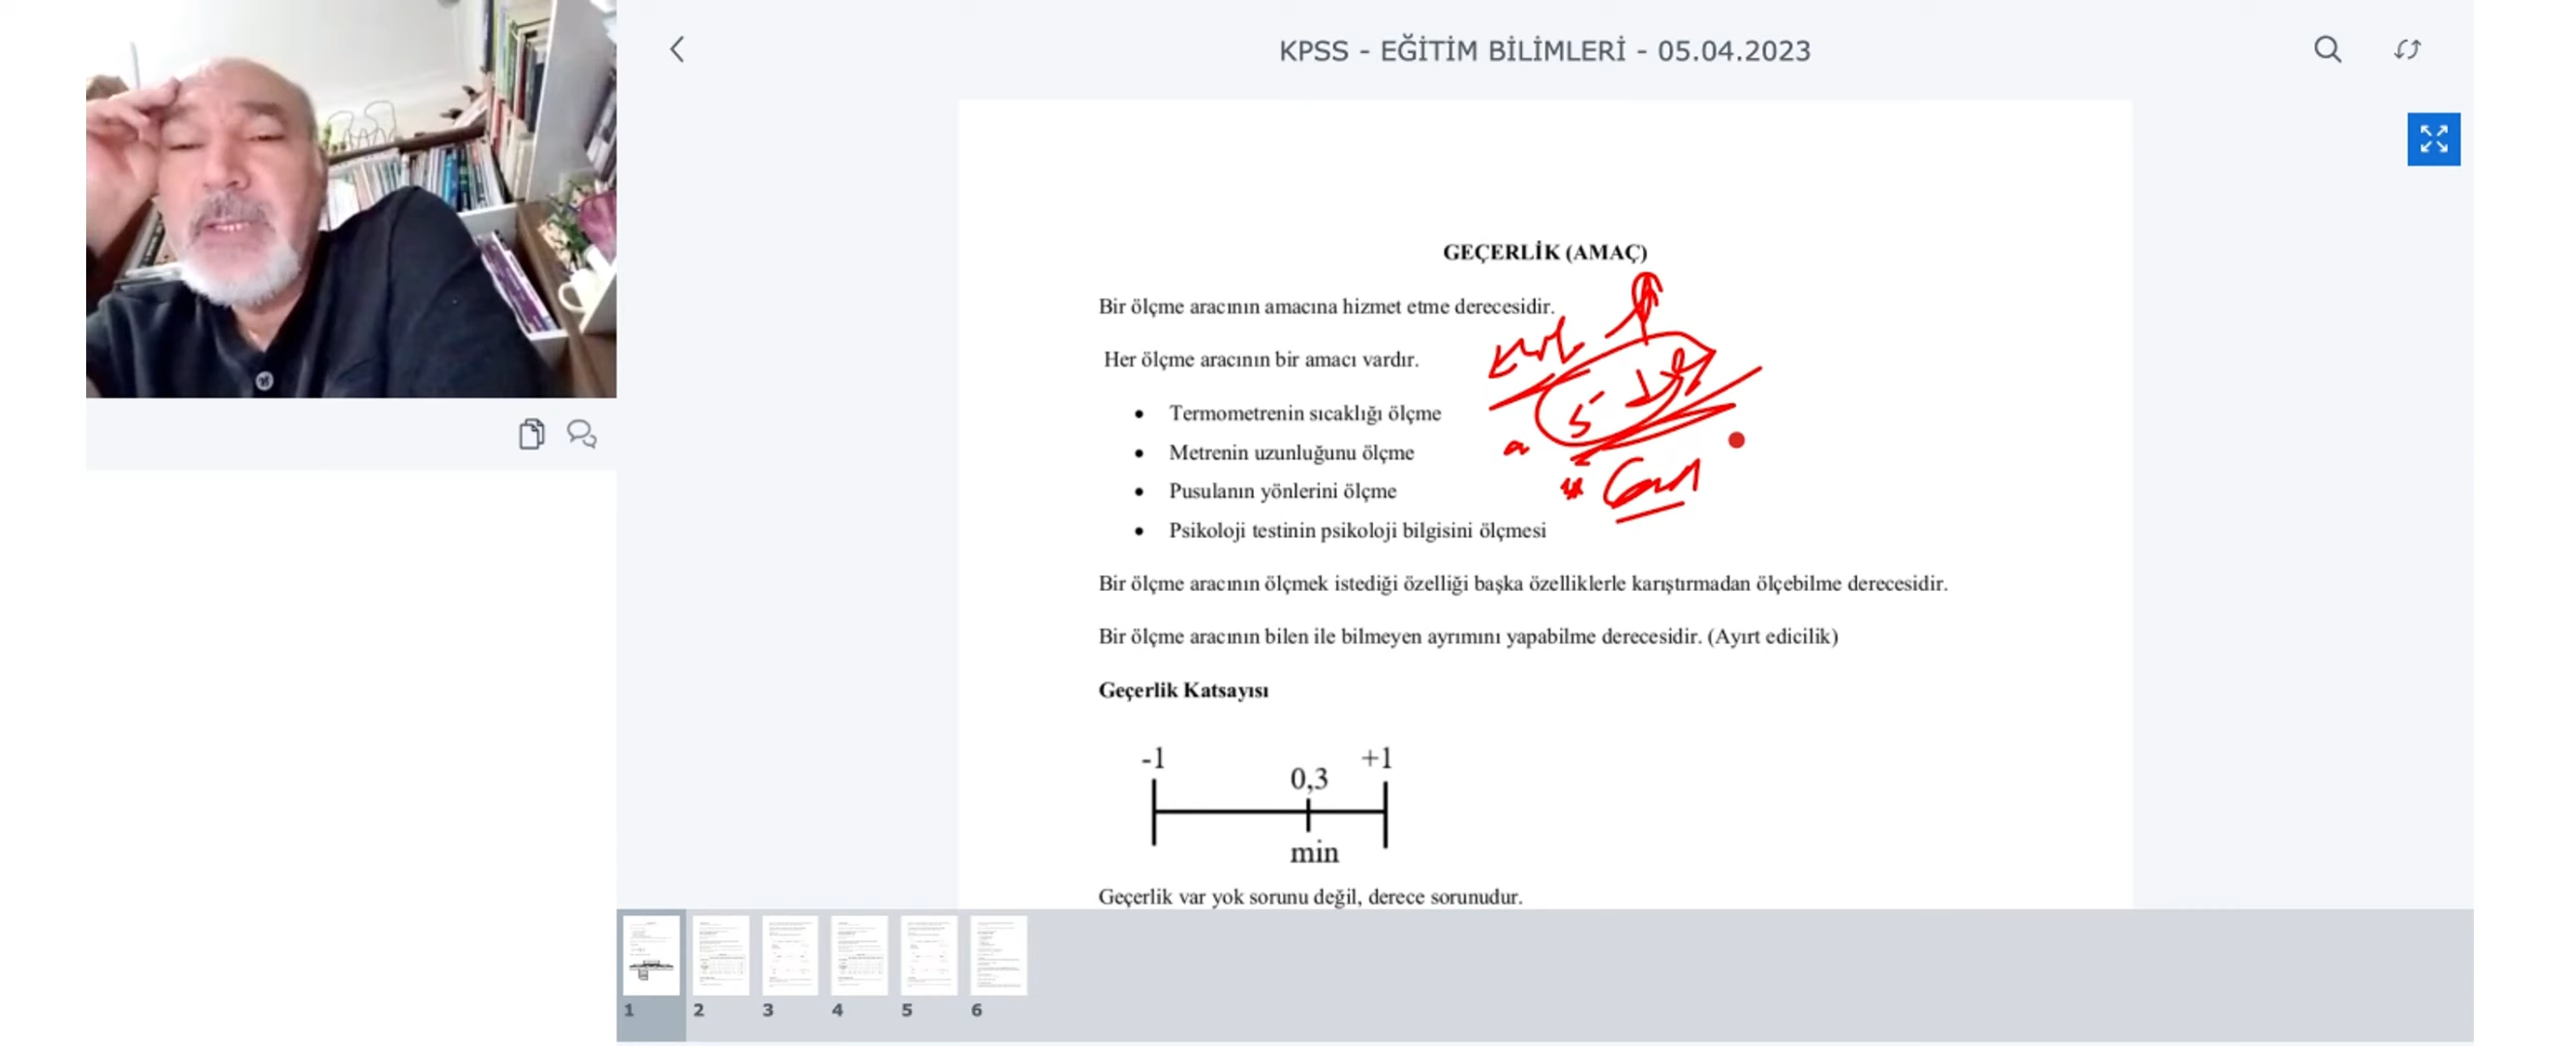 KPSS - EĞİTİM BİLİMLERİ - 05.04.2023
GEÇERLİK (AMAÇ)
Bir ölçme aracının amacına hizmet etme derecesidir.
Her ölçme aracının bir amacı vardır.
• Termometrenin sıcaklığı ölçme
• Metrenin uzunluğunu ölçme
• Pusulanın yönlerini ölçme
• Psikoloji testinin psikoloji bilgisini ölçmesi
Bir ölçme aracının ölçmek istediği özelliği başka özelliklerle karıştırmadan ölçebilme derecesidir.
Bir ölçme aracının bilen ile bilmeyen ayrımını yapabilme derecesidir. (Ayırt edicilik)
Geçerlik Katsayısı
-1 0,3 +1
min
Geçerlik var yok sorunu değil, derece sorunudur.
1 2 3 4 5 6